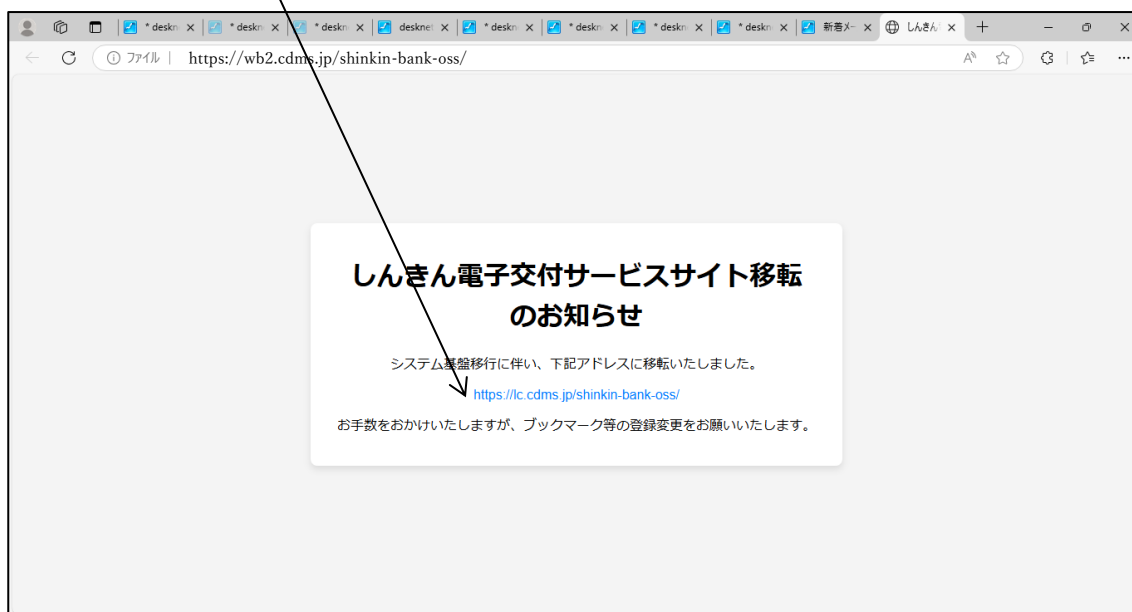 * deskn
* deskn
* deskn
desknet
* deskn
* deskn
* deskn
* deskn
新着メー
しんきん
ファイル
https://wb2.cdms.jp/shinkin-bank-oss/
しんきん電子交付サービスサイト移転
のお知らせ
システム基盤移行に伴い、下記アドレスに移転いたしました。
https://lc.cdms.jp/shinkin-bank-oss/
お手数をおかけいたしますが、ブックマーク等の登録変更をお願いいたします。